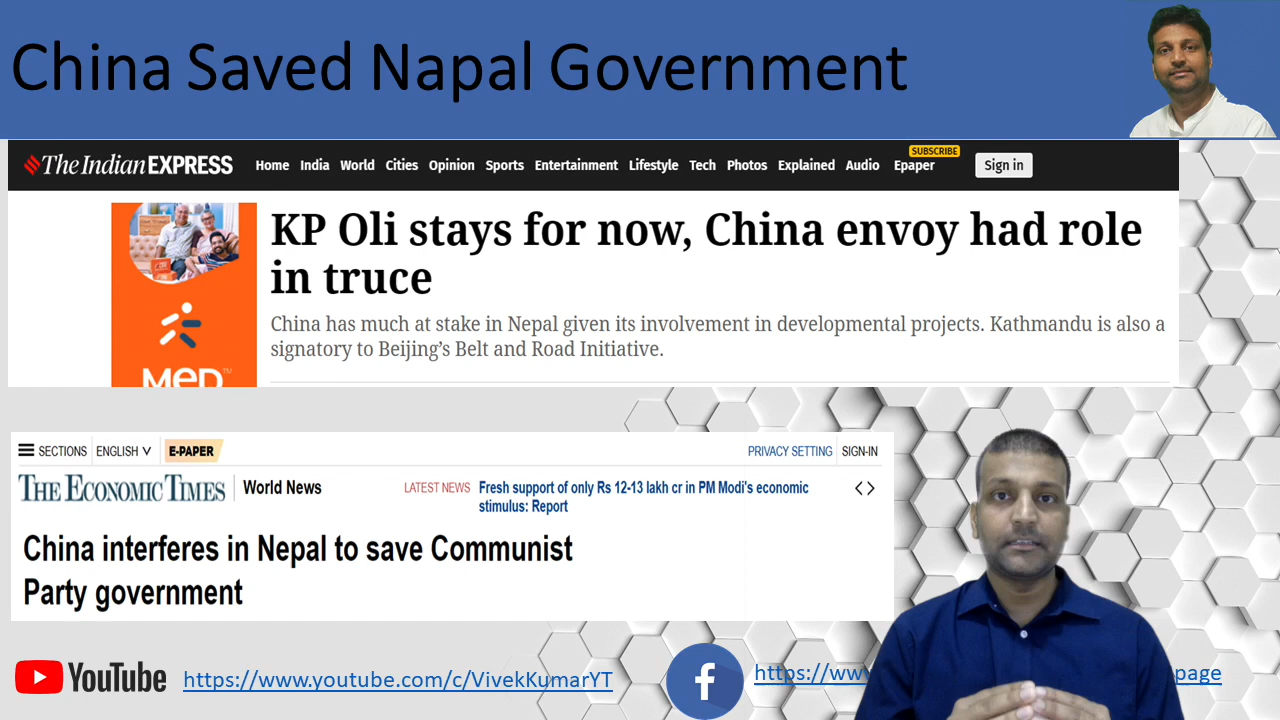 China Saved Napal Government
The Indian EXPRESS Home India World Cities Opinion Sports Entertainment Lifestyle Tech Photos Explained Audio Epaper SUBSCRIBE Sign in
KP Oli stays for now, China envoy had role
in truce
China has much at stake in Nepal given its involvement in developmental projects. Kathmandu is also a
signatory to Beijing's Belt and Road Initiative.
MED™
SECTIONS ENGLISH E-PAPER PRIVACY SETTING SIGN-IN
THE ECONOMIC TIMES World News LATEST NEWS Fresh support of only Rs 12-13 lakh cr in PM Modi's economic
stimulus: Report
China interferes in Nepal to save Communist
Party government
YouTube https://www.youtube.com/c/VivekKumarYT f https://ww page